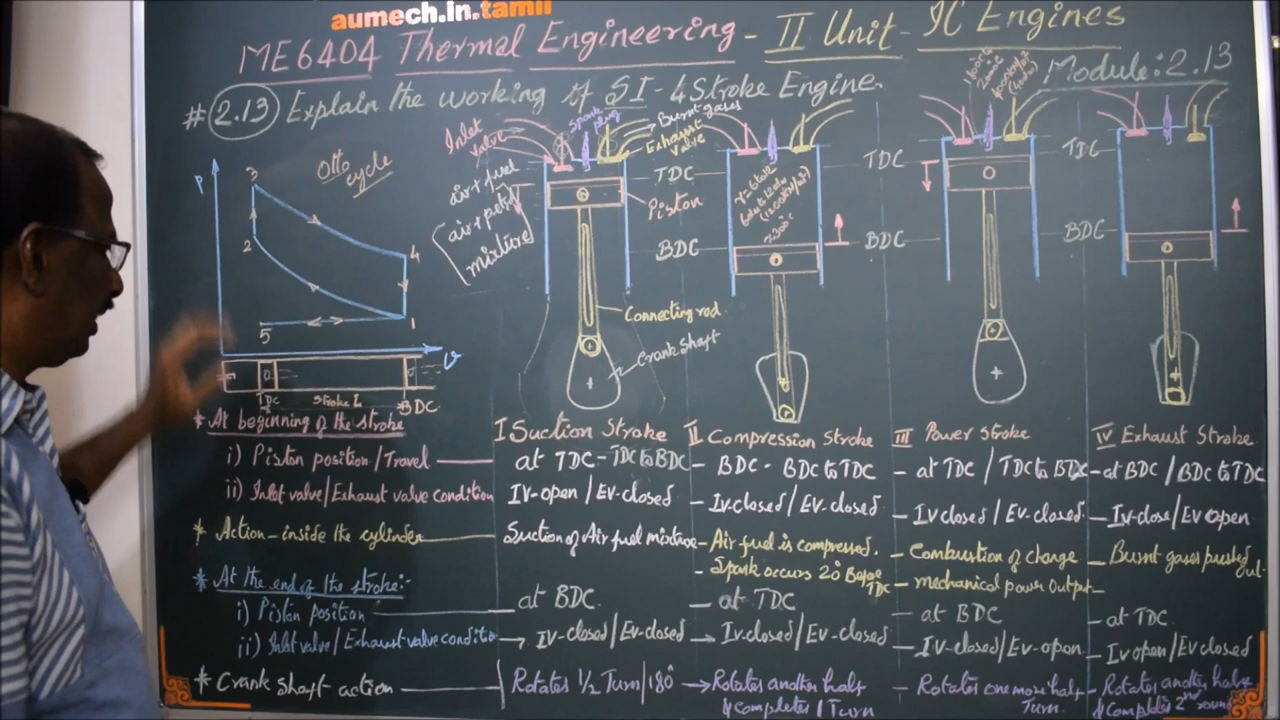 aumech.in.tamil
ME6404 Thermal Engineering - II Unit - IC Engines
Module: 2.13
# 2.13 Explain the working of SI - 4 Stroke Engine.
P
3
2
4
1
5
v
Otto cycle
TDC
Stroke L
BDC
Inlet valve
Spark plug
Burnt gases
Exhaust valve
air + fuel
(air + petrol mixture
TDC
Piston
BDC
Connecting rod
Crank shaft
TDC
BDC
TDC
BDC
* At beginning of the stroke
i) Piston position / Travel
ii) Inlet valve / Exhaust valve condition
* Action - inside the cylinder
* At the end of the stroke:-
i) Piston position
ii) Inlet valve / Exhaust valve condition
* Crank shaft action
I Suction Stroke
at TDC - TDC to BDC
IV-open / EV-closed
Suction of Air fuel mixture
at BDC.
IV-closed / EV-closed
Rotates 1/2 Turn / 180°
II Compression Stroke
BDC - BDC to TDC
IV closed / EV-closed
Air fuel is compressed.
Spark occurs 20° Before TDC
at TDC
IV closed / EV-closed
Rotates another half
& Completes 1 Turn
III Power Stroke
at TDC / TDC to BDC
IV closed / EV-closed
Combustion of charge
mechanical power Output
at BDC
IV-closed / EV-open
Rotates one more half Turn.
IV Exhaust Stroke
at BDC / BDC to TDC
IV-close / EV open
Burnt gases pushed out
at TDC
IV open / EV closed
Rotates another half
& Completes 2nd round